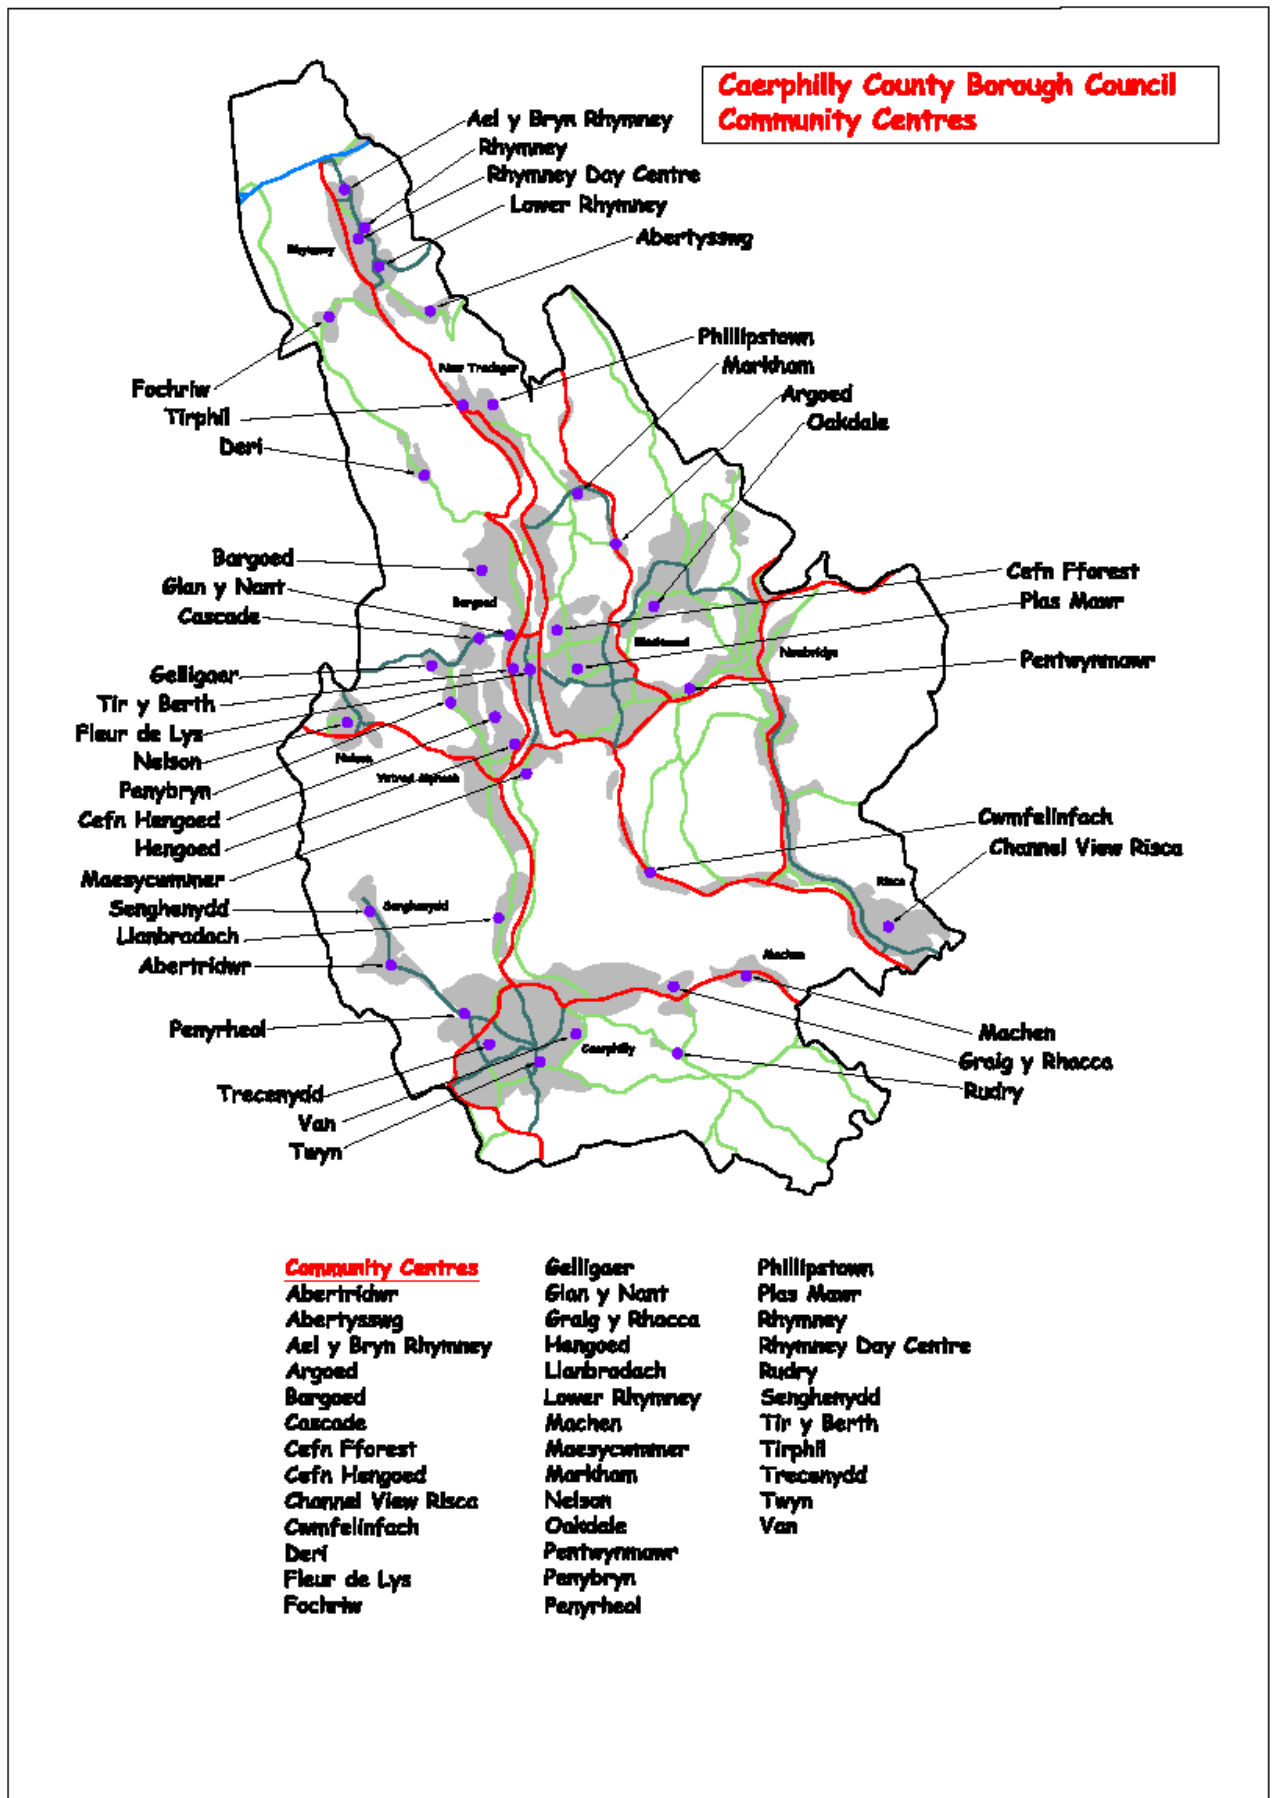 Caerphilly County Borough Council
Community Centres
Ael y Bryn Rhymney
Rhymney
Rhymney Day Centre
Lower Rhymney
Abertysswg
Rhymney
Phillipstown
Markham
New Tredegar
Argoed
Fochriw
Tirphil
Oakdale
Deri
Bargoed
Glan y Nant
Cascade
Bargoed
Cefn Fforest
Plas Mawr
Blackwood
Newbridge
Pentwynmawr
Gelligaer
Tir y Berth
Fleur de Lys
Nelson
Nelson
Ystrad Mynach
Penybryn
Cefn Hengoed
Hengoed
Maesycwmmer
Cwmfelinfach
Channel View Risca
Risca
Senghenydd
Senghenydd
Llanbradach
Abertridwr
Machen
Penyrheol
Caerphilly
Machen
Graig y Rhacca
Rudry
Trecenydd
Van
Twyn
Community Centres
Abertridwr
Abertysswg
Ael y Bryn Rhymney
Argoed
Bargoed
Cascade
Cefn Fforest
Cefn Hengoed
Channel View Risca
Cwmfelinfach
Deri
Fleur de Lys
Fochriw
Gelligaer
Glan y Nant
Graig y Rhacca
Hengoed
Llanbradach
Lower Rhymney
Machen
Maesycwmmer
Markham
Nelson
Oakdale
Pentwynmawr
Penybryn
Penyrheol
Phillipstown
Plas Mawr
Rhymney
Rhymney Day Centre
Rudry
Senghenydd
Tir y Berth
Tirphil
Trecenydd
Twyn
Van